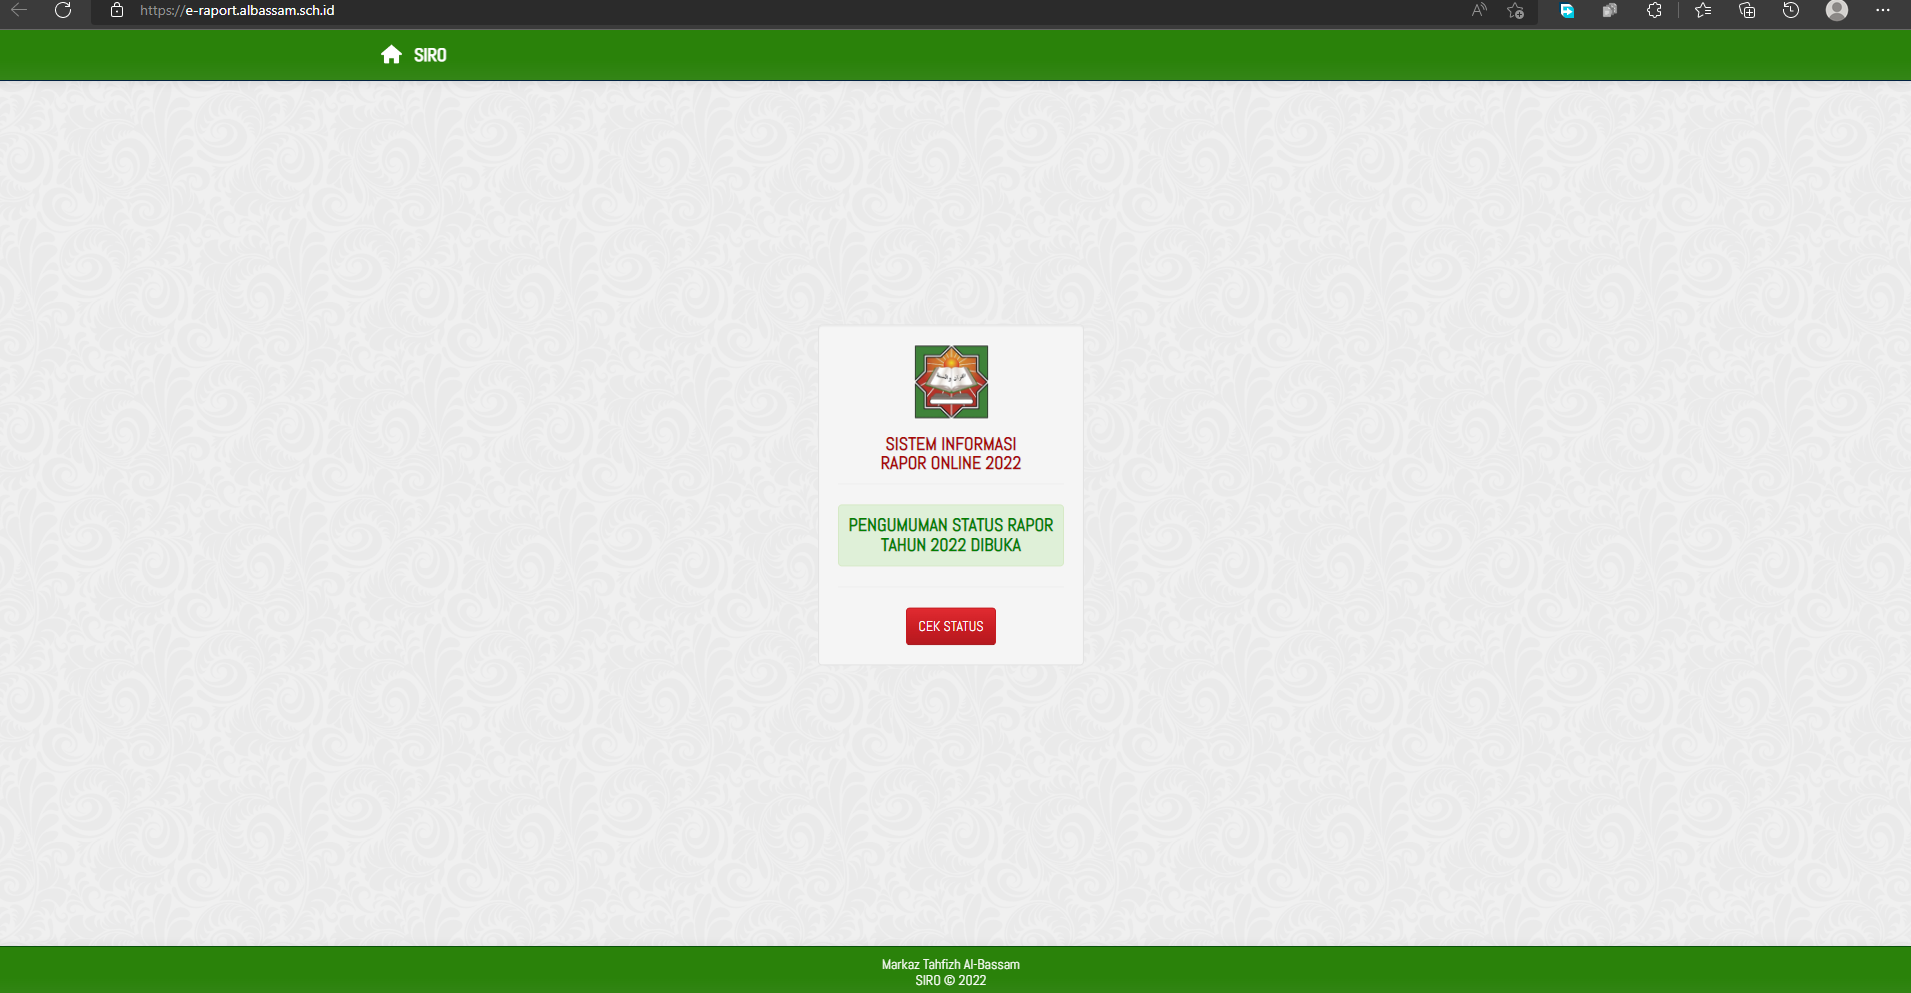 https://e-raport.albassam.sch.id
SIRO
SISTEM INFORMASI
RAPOR ONLINE 2022
PENGUMUMAN STATUS RAPOR
TAHUN 2022 DIBUKA
CEK STATUS
Markaz Tahfizh Al-Bassam
SIRO © 2022